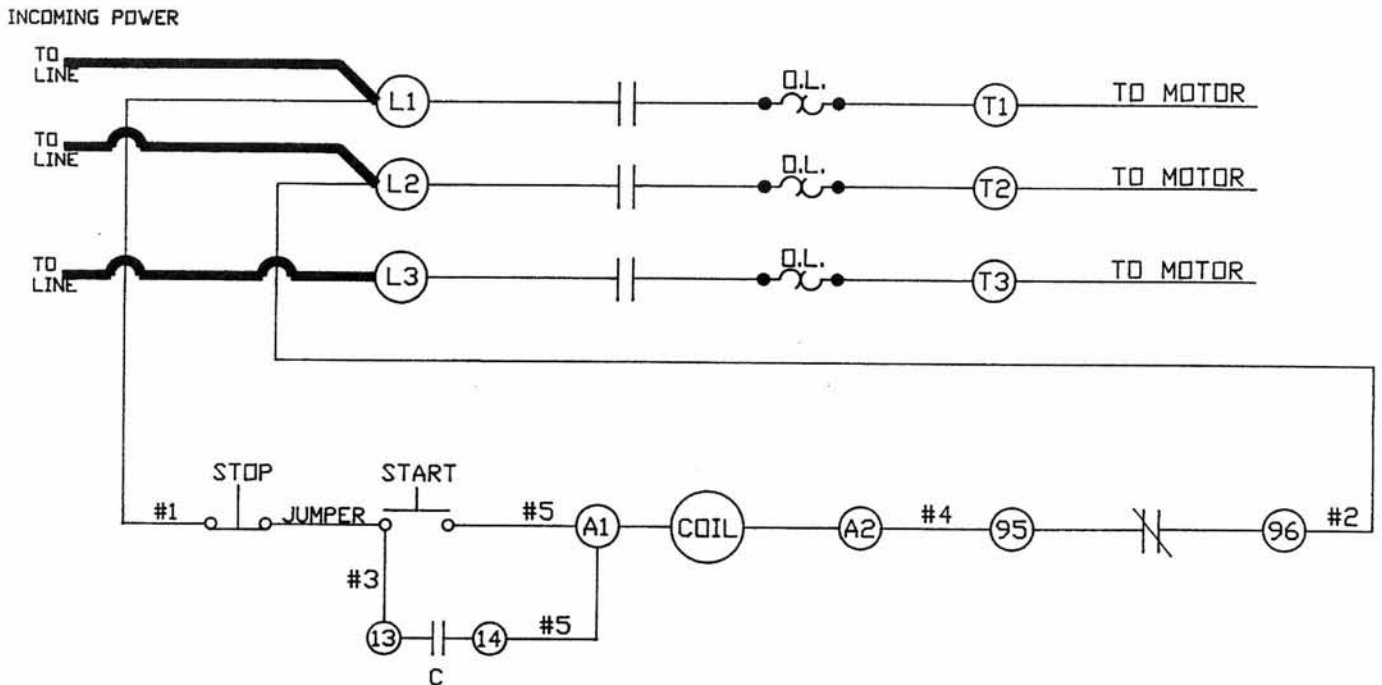 INCOMING POWER
TO
LINE
L1
O.L.
T1
TO MOTOR
TO
LINE
L2
O.L.
T2
TO MOTOR
TO
LINE
L3
O.L.
T3
TO MOTOR
STOP
START
#1
JUMPER
#5
A1
COIL
A2
#4
95
96
#2
#3
13
14
#5
C